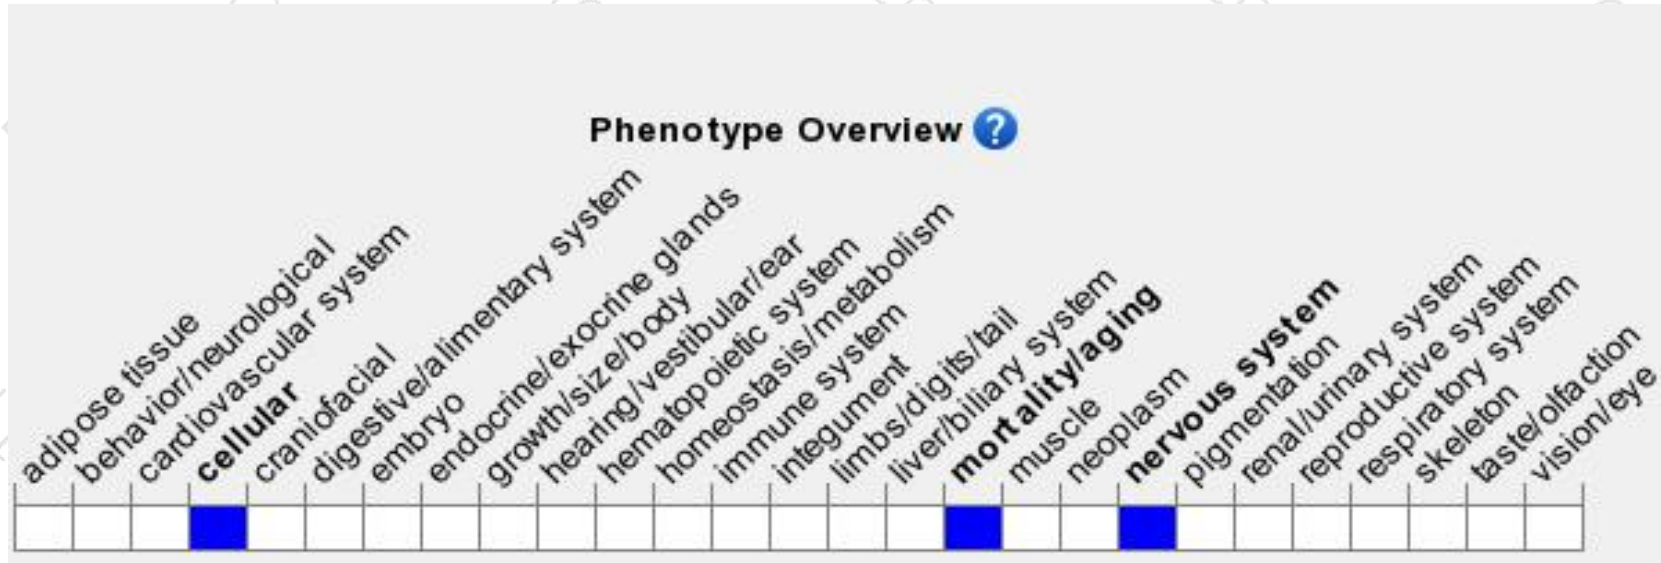 Phenotype Overview ?
adipose tissue
behavior/neurological
cardiovascular system
cellular
craniofacial
digestive/alimentary system
embryo
endocrine/exocrine glands
growth/size/body
hearing/vestibular/ear
hematopoietic system
homeostasis/metabolism
immune system
integument
limbs/digits/tail
liver/biliary system
mortality/aging
muscle
neoplasm
nervous system
pigmentation
renal/urinary system
reproductive system
respiratory system
skeleton
taste/olfaction
vision/eye